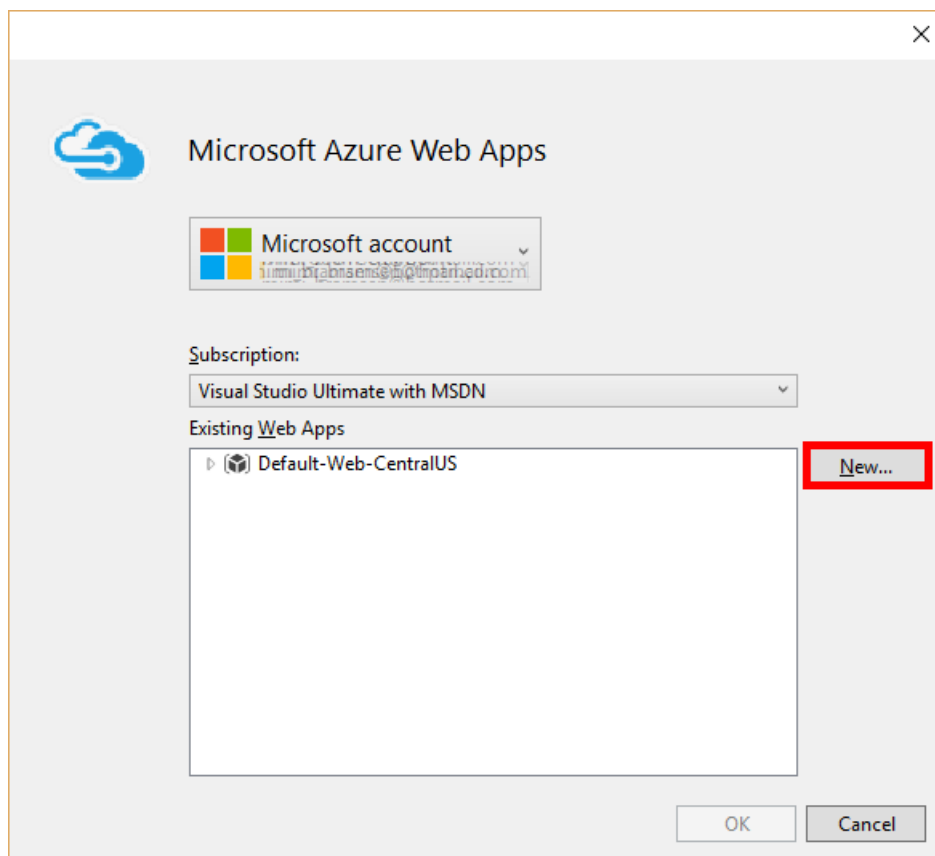 Microsoft Azure Web Apps
Microsoft account
Subscription:
Visual Studio Ultimate with MSDN
Existing Web Apps
Default-Web-CentralUS
New...
OK
Cancel